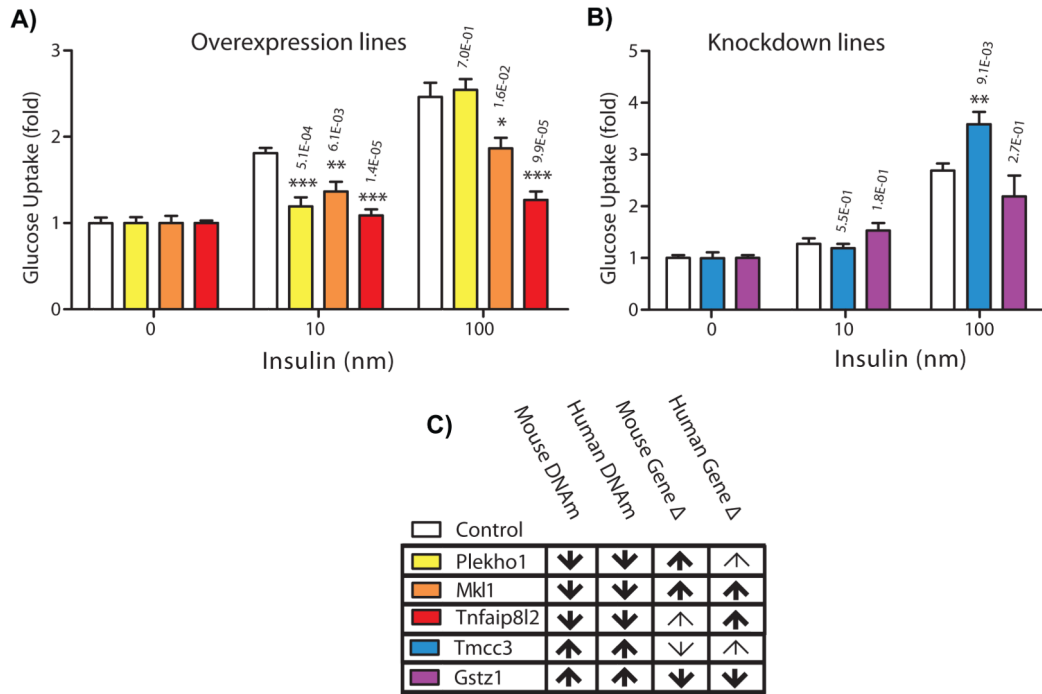 A)
Overexpression lines
Glucose Uptake (fold)
3
2
1
0
5.1E-04
***
6.1E-03
**
1.4E-05
***
7.0E-01
1.6E-02
*
9.9E-05
***
0
10
100
Insulin (nm)
B)
Knockdown lines
Glucose Uptake (fold)
5
4
3
2
1
0
5.5E-01
1.8E-01
9.1E-03
**
2.7E-01
0
10
100
Insulin (nm)
C)
Mouse DNAm
Human DNAm
Mouse Gene Δ
Human Gene Δ
Control
Plekho1
Mkl1
Tnfaip8l2
Tmcc3
Gstz1